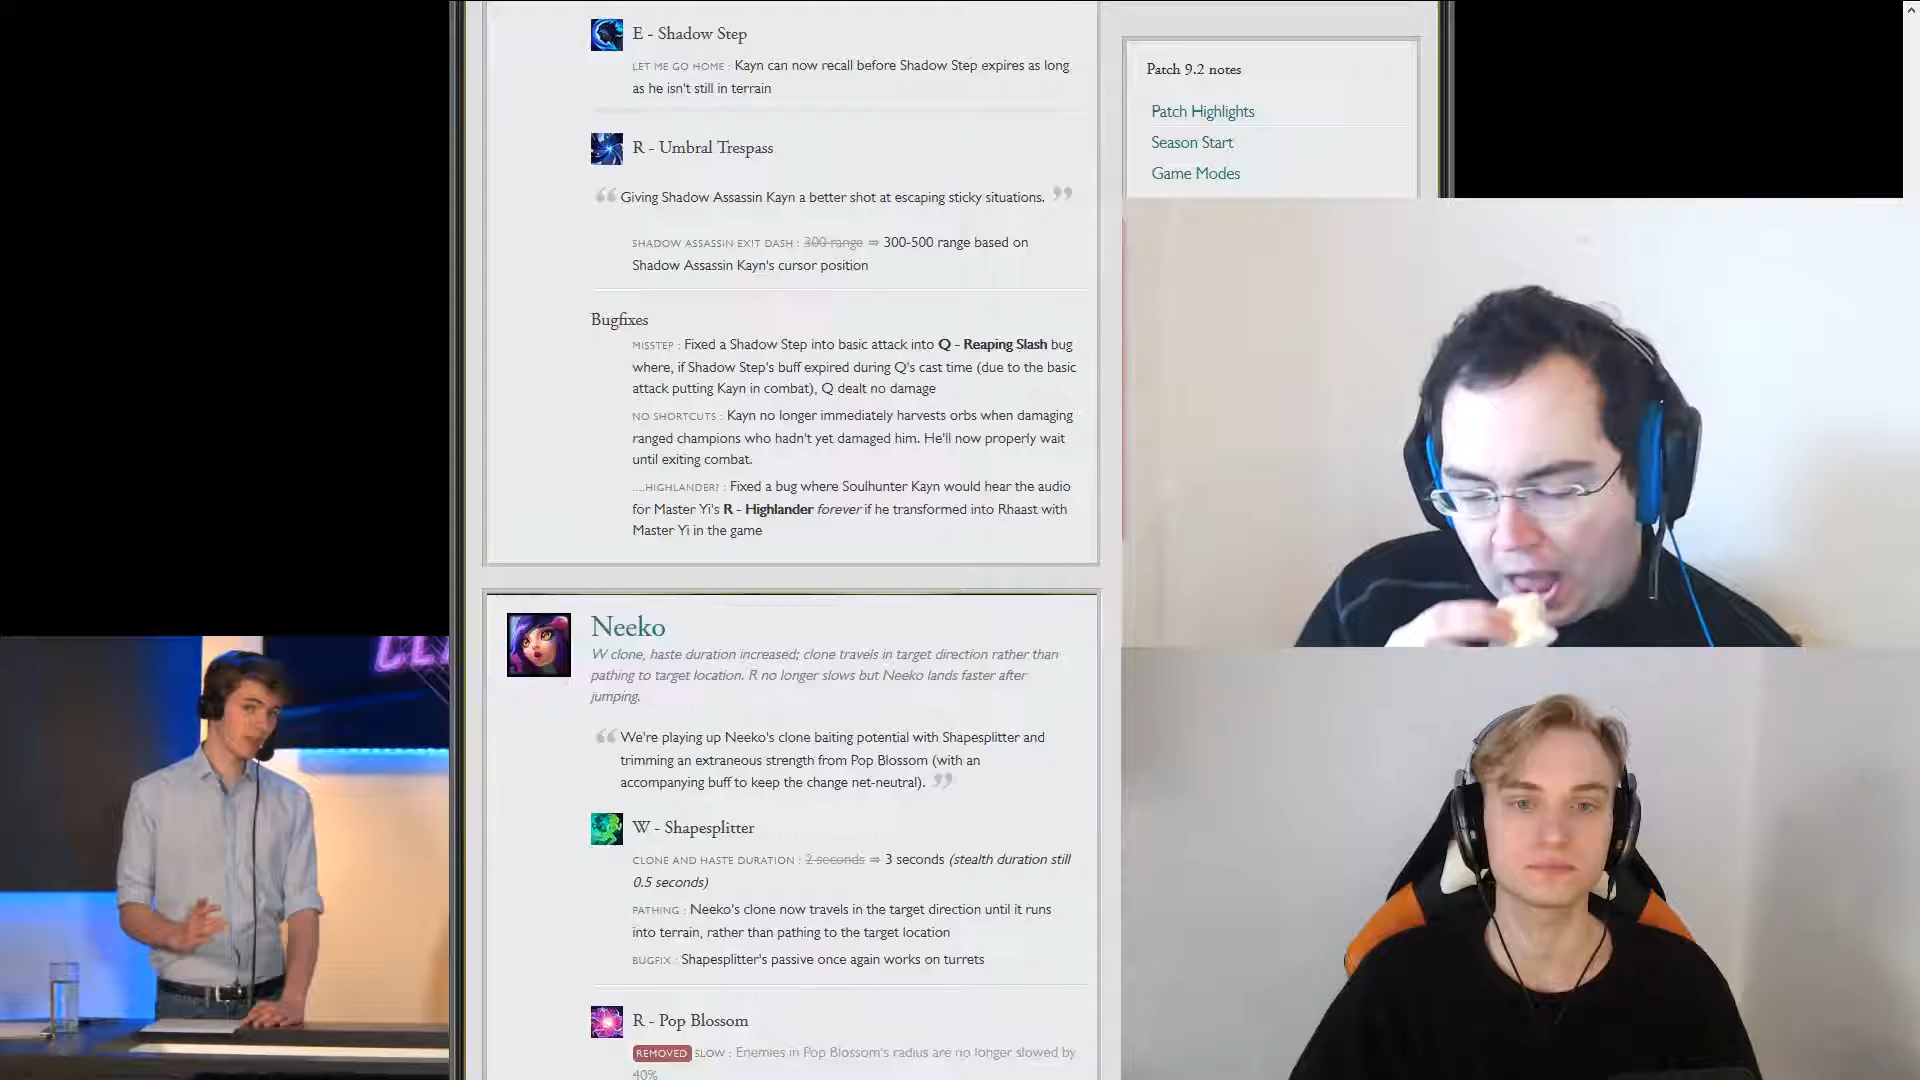 E - Shadow Step
LET ME GO HOME : Kayn can now recall before Shadow Step expires as long
as he isn't still in terrain
R - Umbral Trespass
“ Giving Shadow Assassin Kayn a better shot at escaping sticky situations. ”
SHADOW ASSASSIN EXIT DASH : 300 range ⇒ 300-500 range based on
Shadow Assassin Kayn's cursor position
Bugfixes
MISSTEP : Fixed a Shadow Step into basic attack into Q - Reaping Slash bug
where, if Shadow Step's buff expired during Q's cast time (due to the basic
attack putting Kayn in combat), Q dealt no damage
NO SHORTCUTS : Kayn no longer immediately harvests orbs when damaging
ranged champions who hadn't yet damaged him. He'll now properly wait
until exiting combat.
....HIGHLANDER? : Fixed a bug where Soulhunter Kayn would hear the audio
for Master Yi's R - Highlander forever if he transformed into Rhaast with
Master Yi in the game
Neeko
W clone, haste duration increased; clone travels in target direction rather than
pathing to target location. R no longer slows but Neeko lands faster after
jumping.
“ We're playing up Neeko's clone baiting potential with Shapesplitter and
trimming an extraneous strength from Pop Blossom (with an
accompanying buff to keep the change net-neutral). ”
W - Shapesplitter
CLONE AND HASTE DURATION : 2 seconds ⇒ 3 seconds (stealth duration still
0.5 seconds)
PATHING : Neeko's clone now travels in the target direction until it runs
into terrain, rather than pathing to the target location
BUGFIX : Shapesplitter's passive once again works on turrets
R - Pop Blossom
REMOVED SLOW : Enemies in Pop Blossom's radius are no longer slowed by
40%
Patch 9.2 notes
Patch Highlights
Season Start
Game Modes